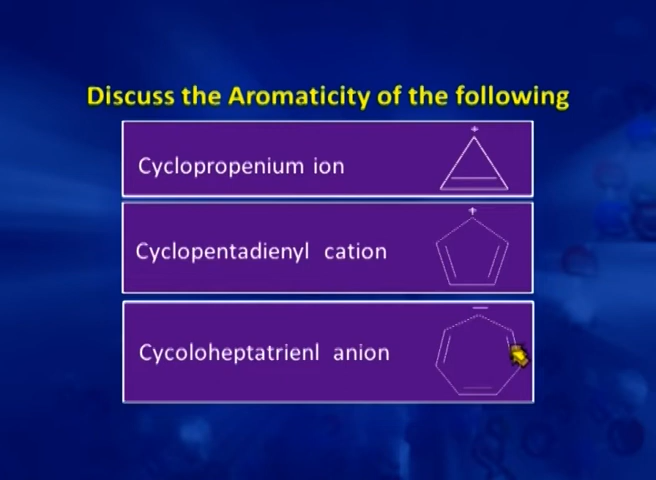 Discuss the Aromaticity of the following
+
Cyclopropenium ion
+
Cyclopentadienyl cation
−
Cycoloheptatrienl anion